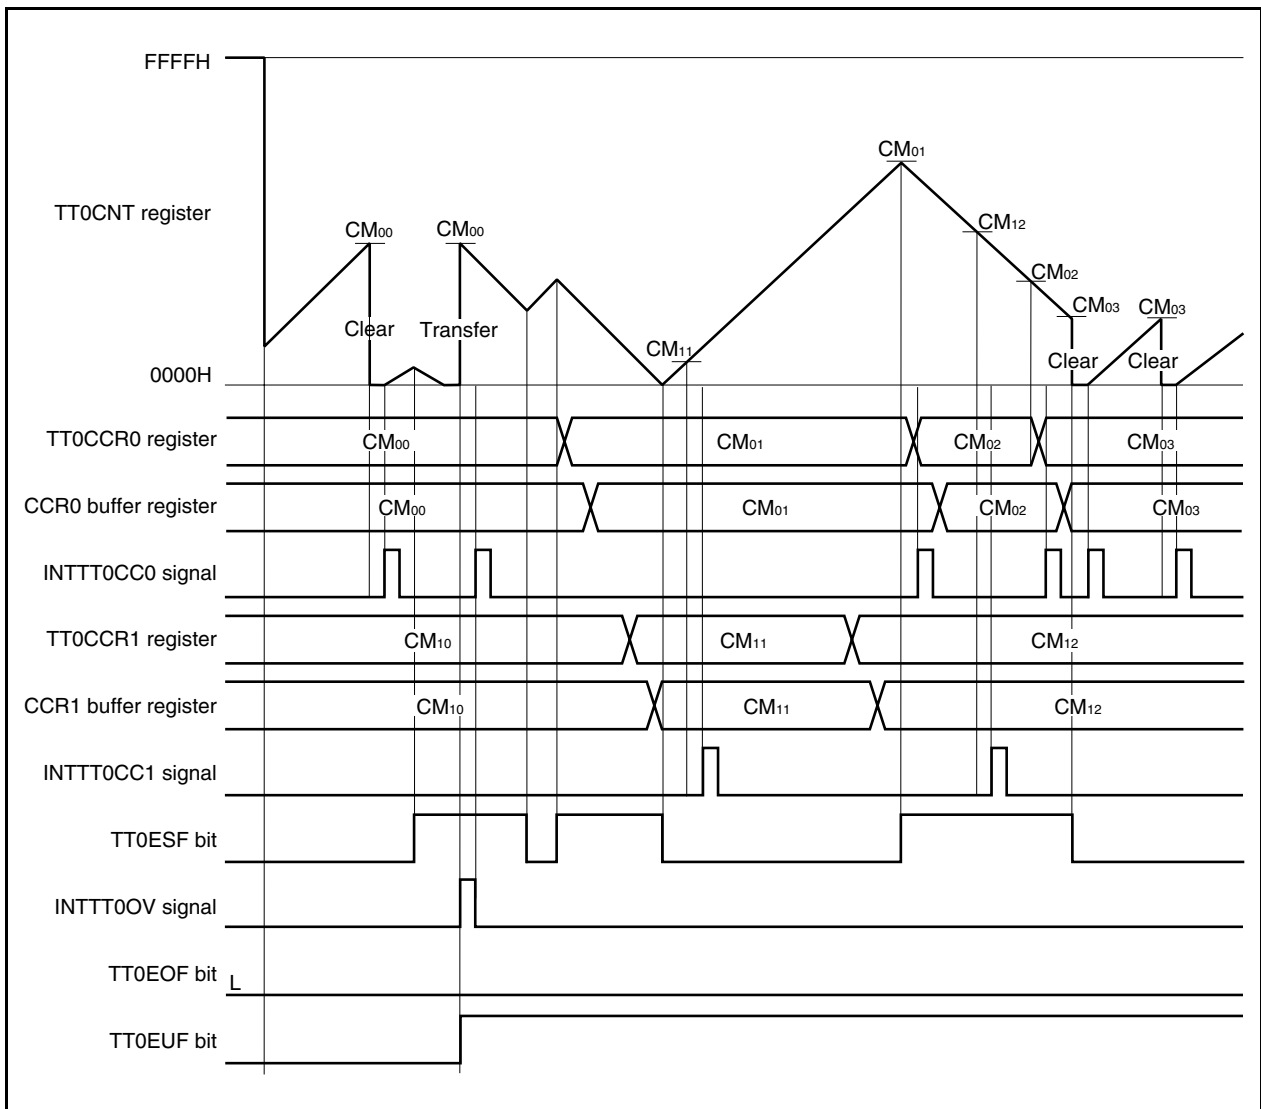 FFFFH
CM01
CM12
TT0CNT register
CM00
CM00
CM02
CM03
CM03
Clear
Transfer
CM11
Clear
Clear
0000H
TT0CCR0 register
CM00
CM01
CM02
CM03
CCR0 buffer register
CM00
CM01
CM02
CM03
INTTT0CC0 signal
TT0CCR1 register
CM10
CM11
CM12
CCR1 buffer register
CM10
CM11
CM12
INTTT0CC1 signal
TT0ESF bit
INTTT0OV signal
TT0EOF bit
L
TT0EUF bit